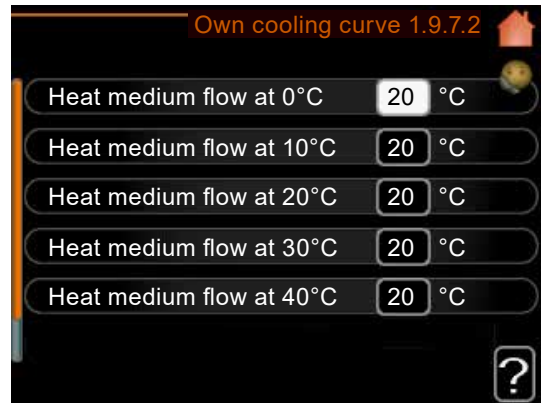 Own cooling curve 1.9.7.2
Heat medium flow at 0°C 20 °C
Heat medium flow at 10°C 20 °C
Heat medium flow at 20°C 20 °C
Heat medium flow at 30°C 20 °C
Heat medium flow at 40°C 20 °C
?